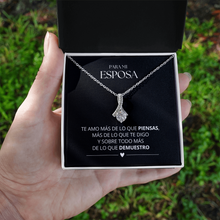 PARA MI
ESPOSA
TE AMO MÁS DE LO QUE PIENSAS,
MÁS DE LO QUE TE DIGO
Y SOBRE TODO MÁS
DE LO QUE DEMUESTRO